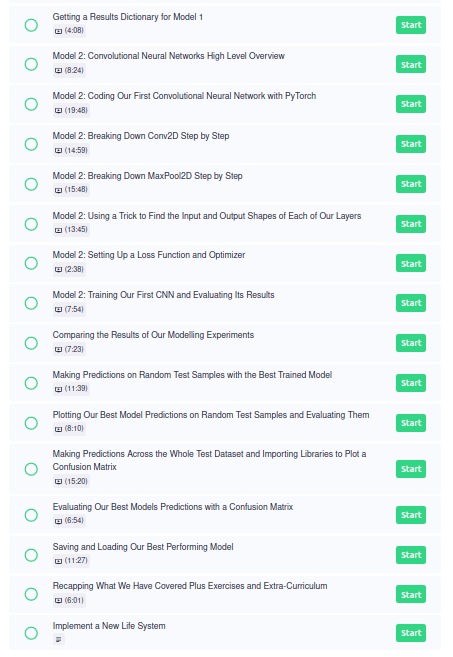 Getting a Results Dictionary for Model 1
Start
(4:08)
Model 2: Convolutional Neural Networks High Level Overview
Start
(8:24)
Model 2: Coding Our First Convolutional Neural Network with PyTorch
Start
(19:48)
Model 2: Breaking Down Conv2D Step by Step
Start
(14:59)
Model 2: Breaking Down MaxPool2D Step by Step
Start
(15:48)
Model 2: Using a Trick to Find the Input and Output Shapes of Each of Our Layers
Start
(13:45)
Model 2: Setting Up a Loss Function and Optimizer
Start
(2:38)
Model 2: Training Our First CNN and Evaluating Its Results
Start
(7:54)
Comparing the Results of Our Modelling Experiments
Start
(7:23)
Making Predictions on Random Test Samples with the Best Trained Model
Start
(11:39)
Plotting Our Best Model Predictions on Random Test Samples and Evaluating Them
Start
(8:10)
Making Predictions Across the Whole Test Dataset and Importing Libraries to Plot a
Confusion Matrix
Start
(15:20)
Evaluating Our Best Models Predictions with a Confusion Matrix
Start
(6:54)
Saving and Loading Our Best Performing Model
Start
(11:27)
Recapping What We Have Covered Plus Exercises and Extra-Curriculum
Start
(6:01)
Implement a New Life System
Start